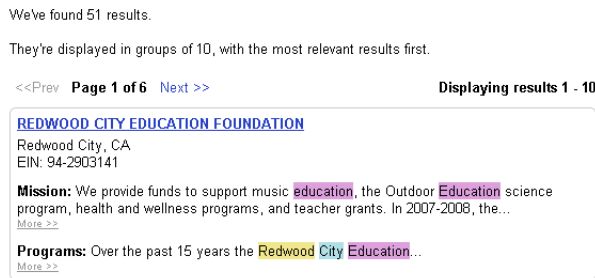 We've found 51 results.
They're displayed in groups of 10, with the most relevant results first.
<<Prev Page 1 of 6 Next >> Displaying results 1 - 10
REDWOOD CITY EDUCATION FOUNDATION
Redwood City, CA
EIN: 94-2903141
Mission: We provide funds to support music education, the Outdoor Education science
program, health and wellness programs, and teacher grants. In 2007-2008, the...
More >>
Programs: Over the past 15 years the Redwood City Education...
More >>